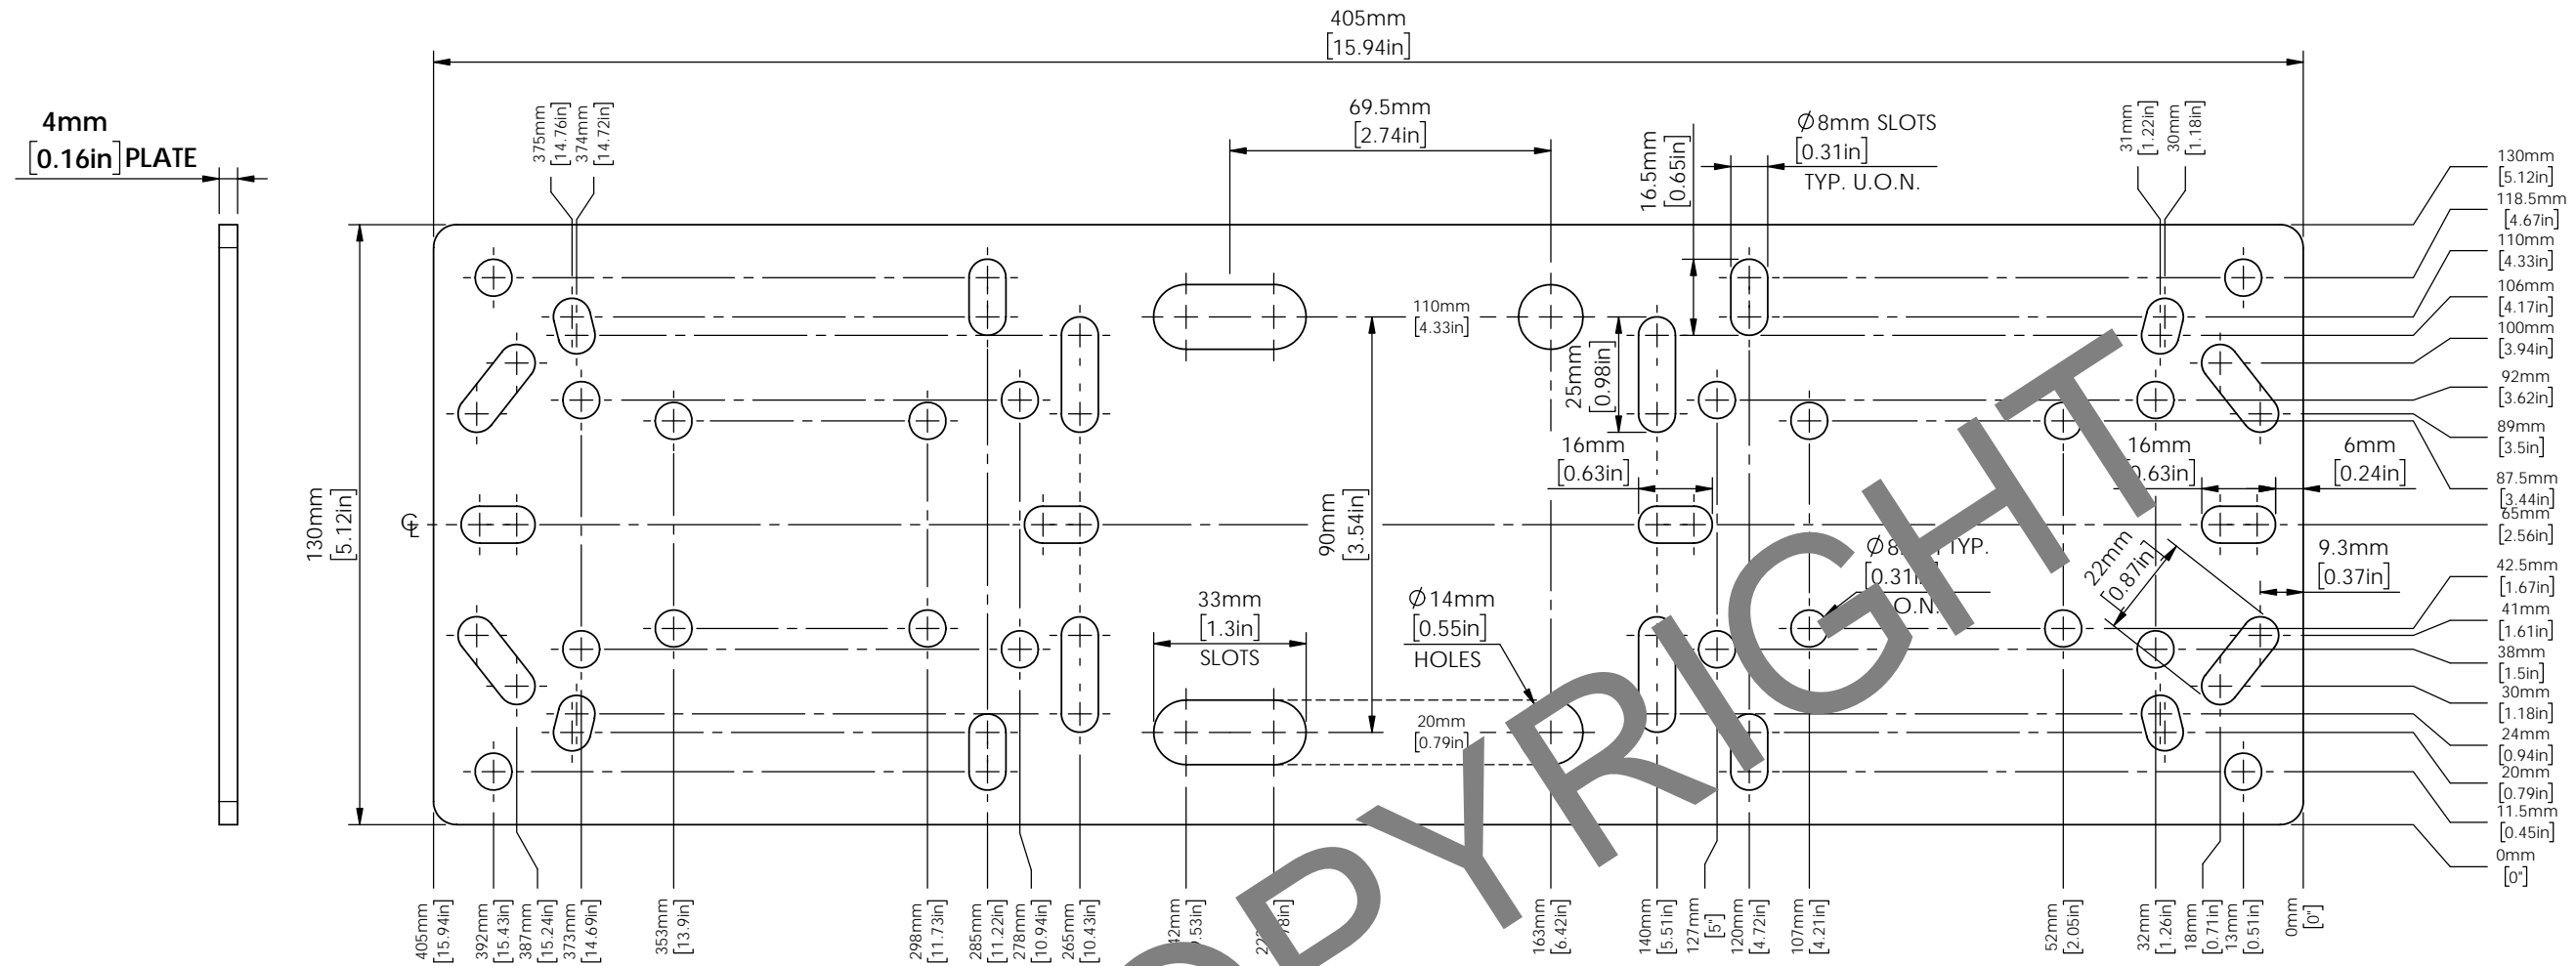 405mm
[15.94in]
4mm
[0.16in] PLATE
375mm
[14.76in]
374mm
[14.72in]
69.5mm
[2.74in]
16.5mm
[0.65in]
∅8mm SLOTS
[0.31in]
TYP. U.O.N.
31mm
[1.22in]
30mm
[1.18in]
130mm
[5.12in]
118.5mm
[4.67in]
110mm
[4.33in]
106mm
[4.17in]
100mm
[3.94in]
92mm
[3.62in]
89mm
[3.5in]
87.5mm
[3.44in]
65mm
[2.56in]
42.5mm
[1.67in]
41mm
[1.61in]
38mm
[1.5in]
30mm
[1.18in]
24mm
[0.94in]
20mm
[0.79in]
11.5mm
[0.45in]
0mm
[0"]
110mm
[4.33in]
25mm
[0.98in]
16mm
[0.63in]
16mm
6mm
[0.24in]
130mm
[5.12in]
℄
90mm
[3.54in]
TYP.
22mm
[0.87in]
9.3mm
[0.37in]
33mm
[1.3in]
SLOTS
∅14mm
[0.55in]
HOLES
20mm
[0.79in]
405mm
[15.94in]
392mm
[15.43in]
387mm
[15.24in]
373mm
[14.69in]
353mm
[13.9in]
298mm
[11.73in]
285mm
[11.22in]
278mm
[10.94in]
265mm
[10.43in]
163mm
[6.42in]
140mm
[5.51in]
127mm
[5"]
120mm
[4.72in]
107mm
[4.21in]
52mm
[2.05in]
32mm
[1.26in]
18mm
[0.71in]
13mm
[0.51in]
0mm
[0"]
OPYRIGHT